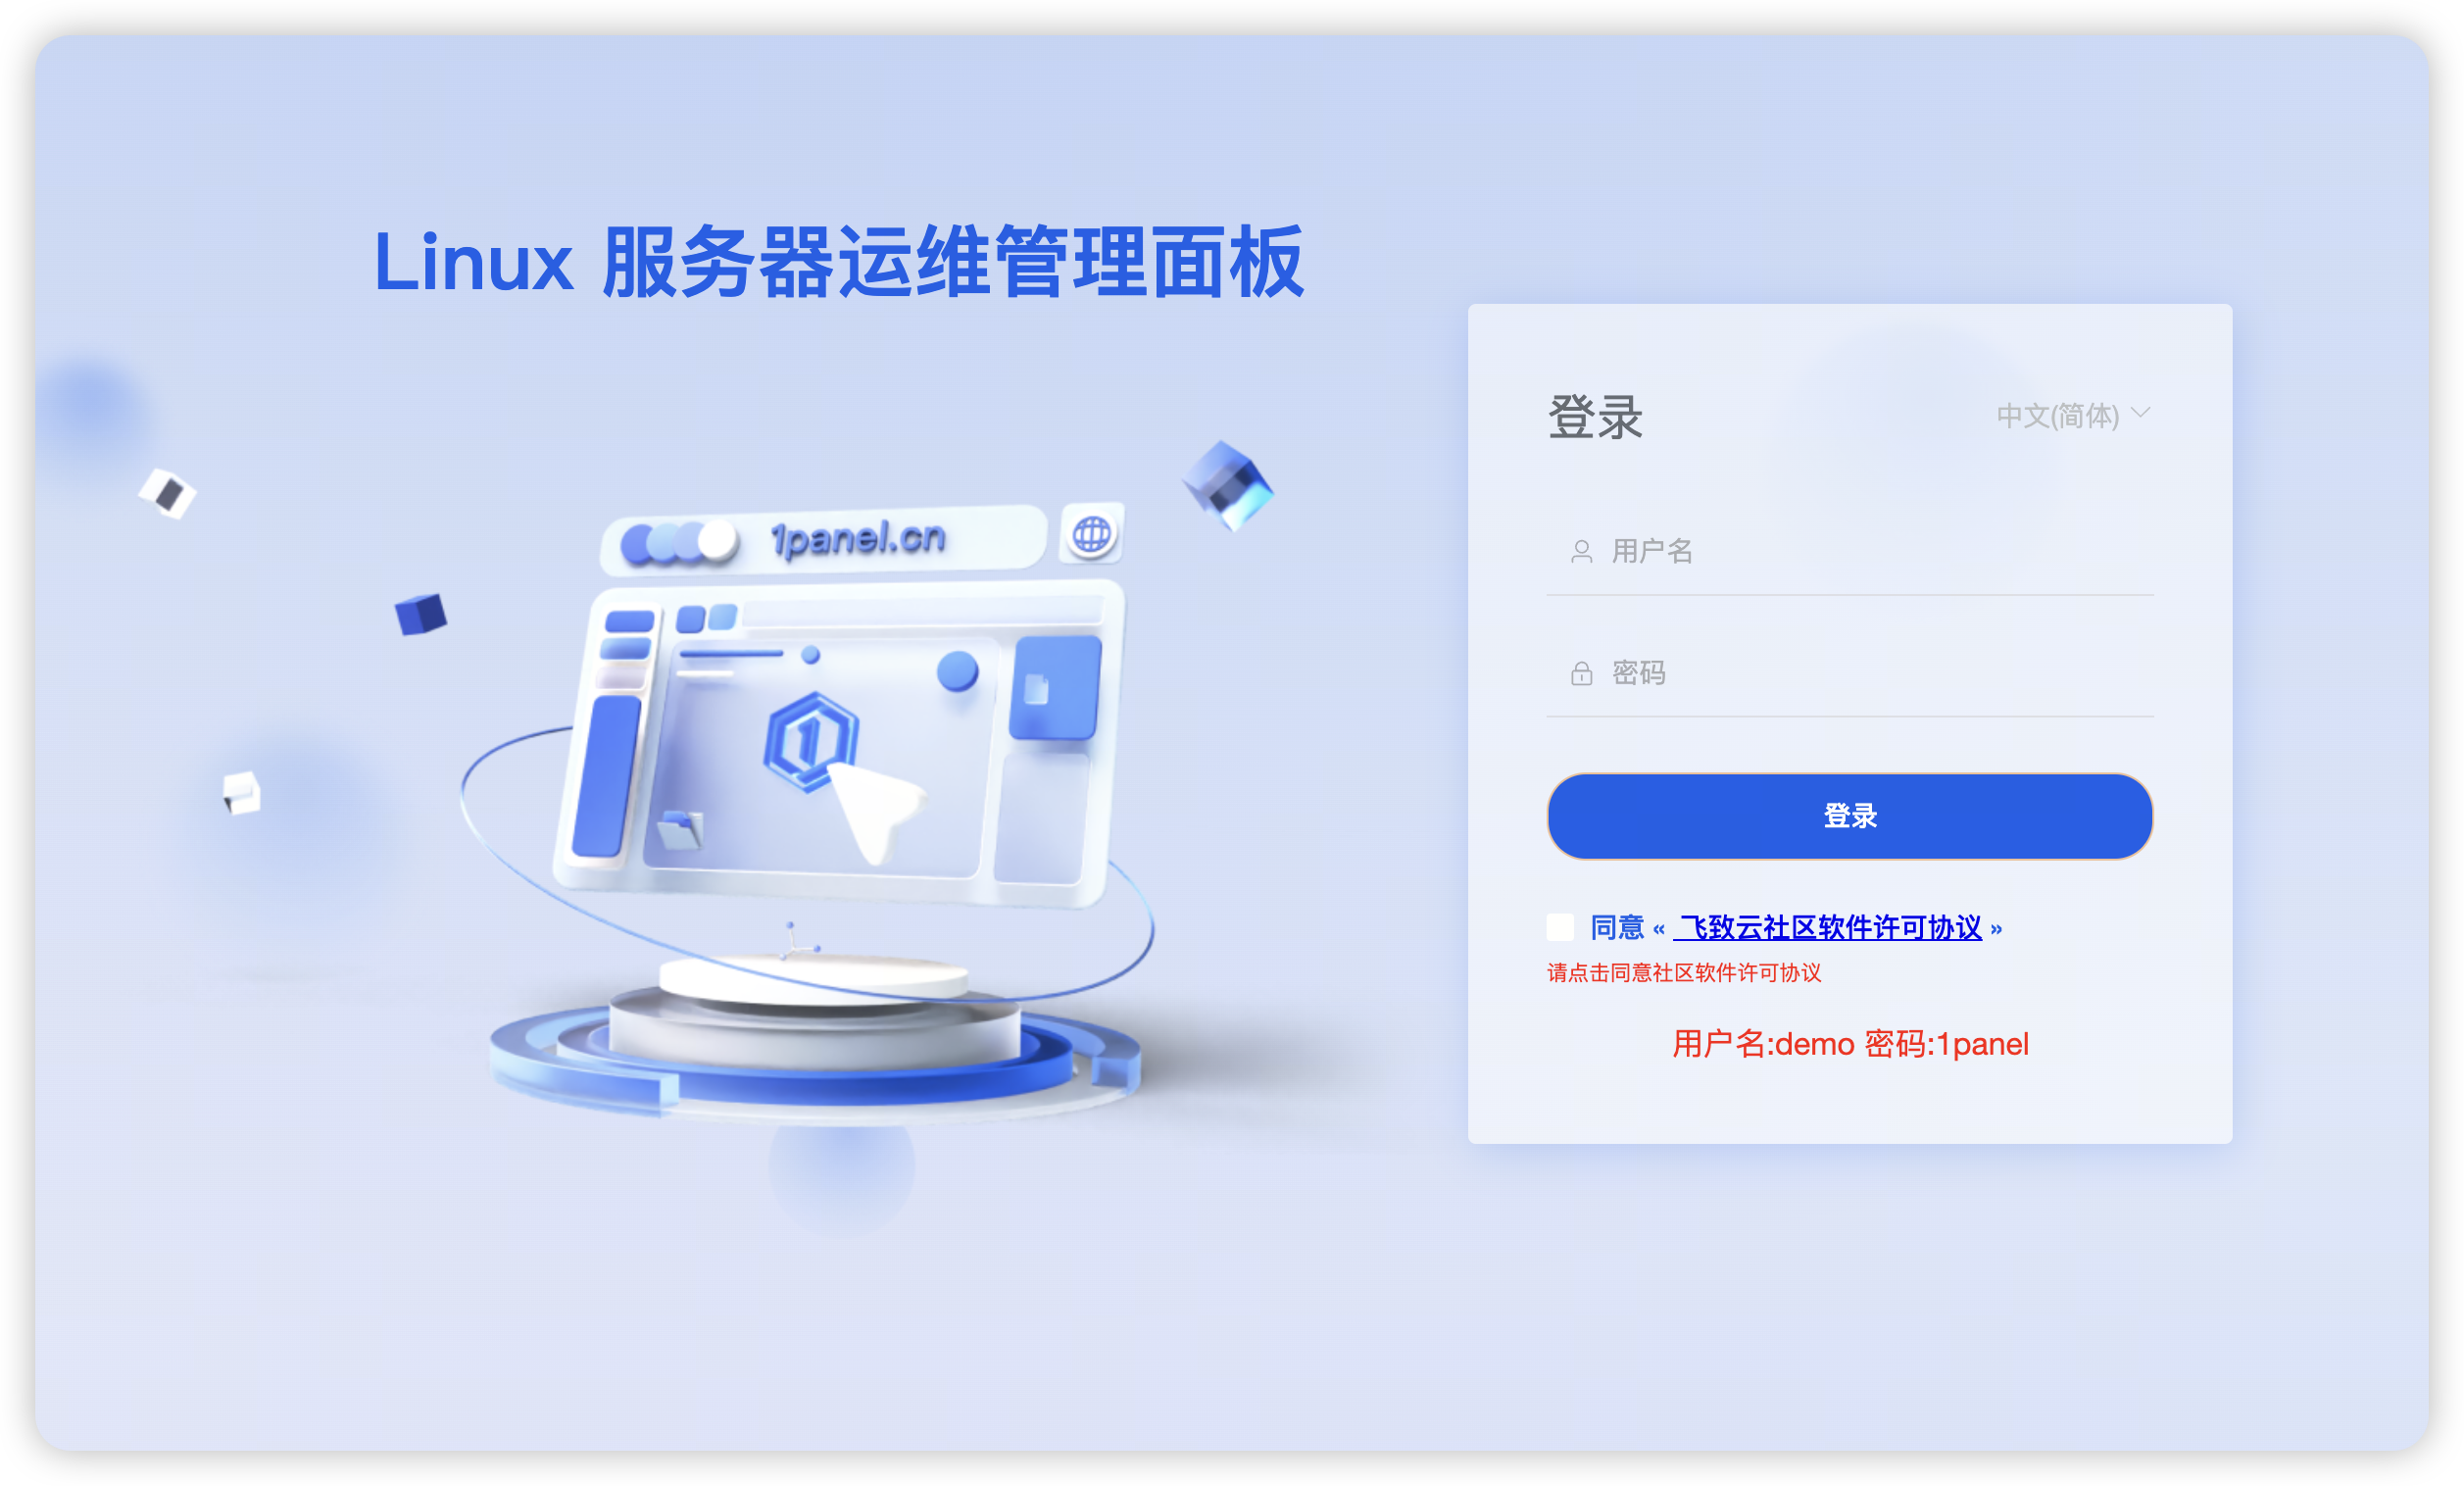 Linux 服务器运维管理面板
1panel.cn
登录
中文(简体)
用户名
密码
登录
同意 « 飞致云社区软件许可协议 »
请点击同意社区软件许可协议
用户名:demo 密码:1panel